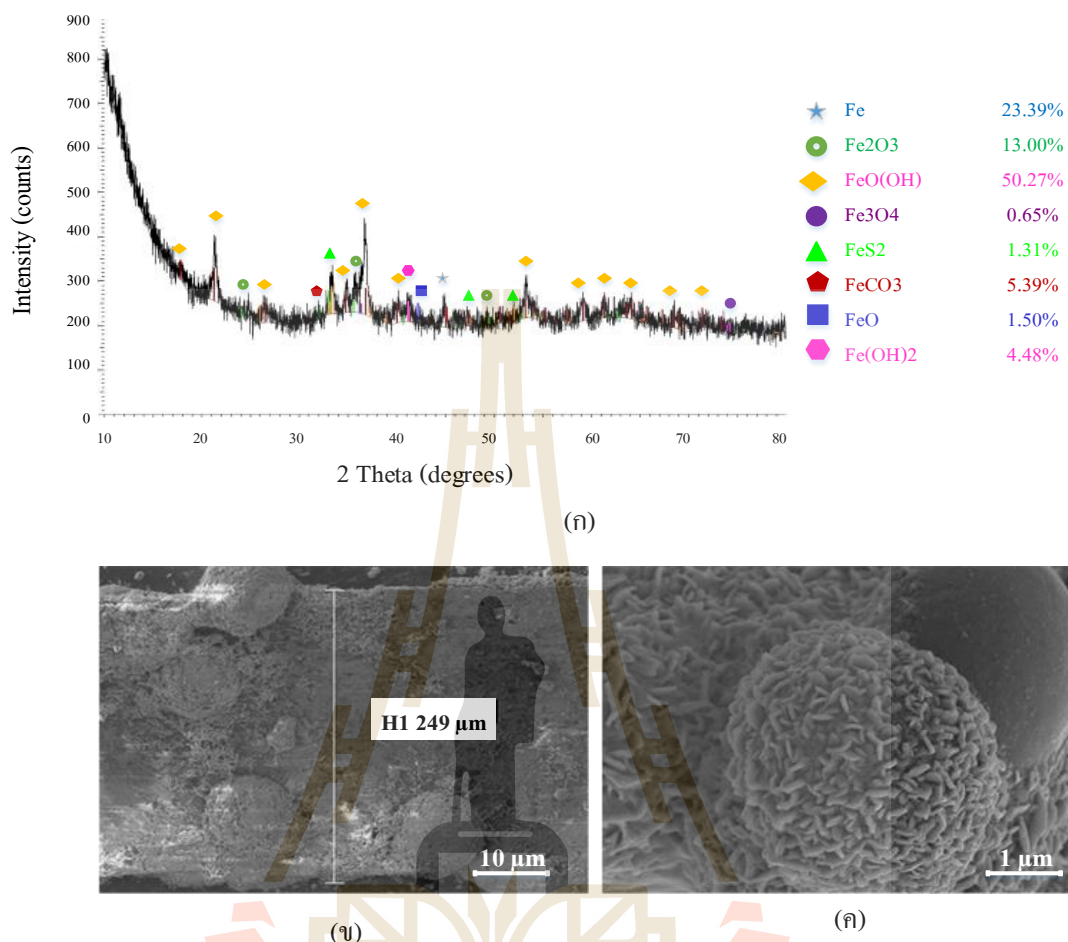 900
800
700
600
500
400
300
200
100
0
Intensity (counts)
10 20 30 40 50 60 70 80
2 Theta (degrees)
Fe 23.39%
Fe2O3 13.00%
FeO(OH) 50.27%
Fe3O4 0.65%
FeS2 1.31%
FeCO3 5.39%
FeO 1.50%
Fe(OH)2 4.48%
(ก)
H1 249 µm
10 µm
1 µm
(ข)
(ค)